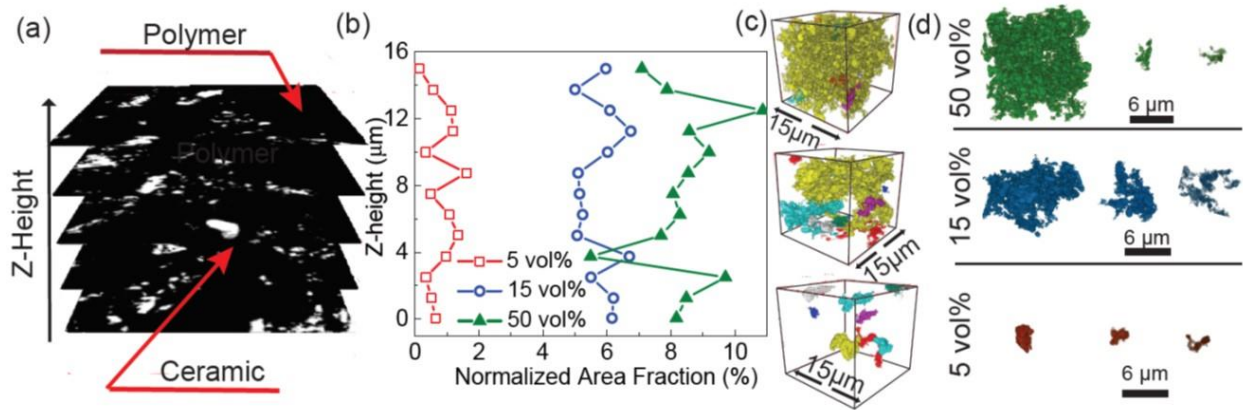 (a)
Polymer
Polymer
Z-Height
Ceramic
(b)
Z-height (μm)
16
12
8
4
0
5 vol%
15 vol%
50 vol%
0 2 4 6 8 10
Normalized Area Fraction (%)
(c)
15μm
15μm
15μm
(d)
50 vol%
6 μm
15 vol%
6 μm
5 vol%
6 μm